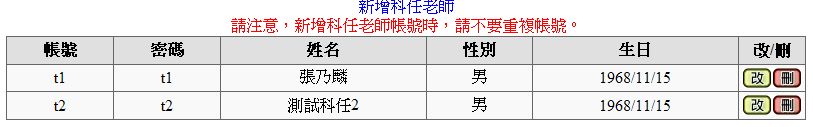 新增科任老師
請注意，新增科任老師帳號時，請不要重複帳號。
帳號 密碼 姓名 性別 生日 改/刪
t1 t1 張乃麟 男 1968/11/15 改 刪
t2 t2 測試科任2 男 1968/11/15 改 刪